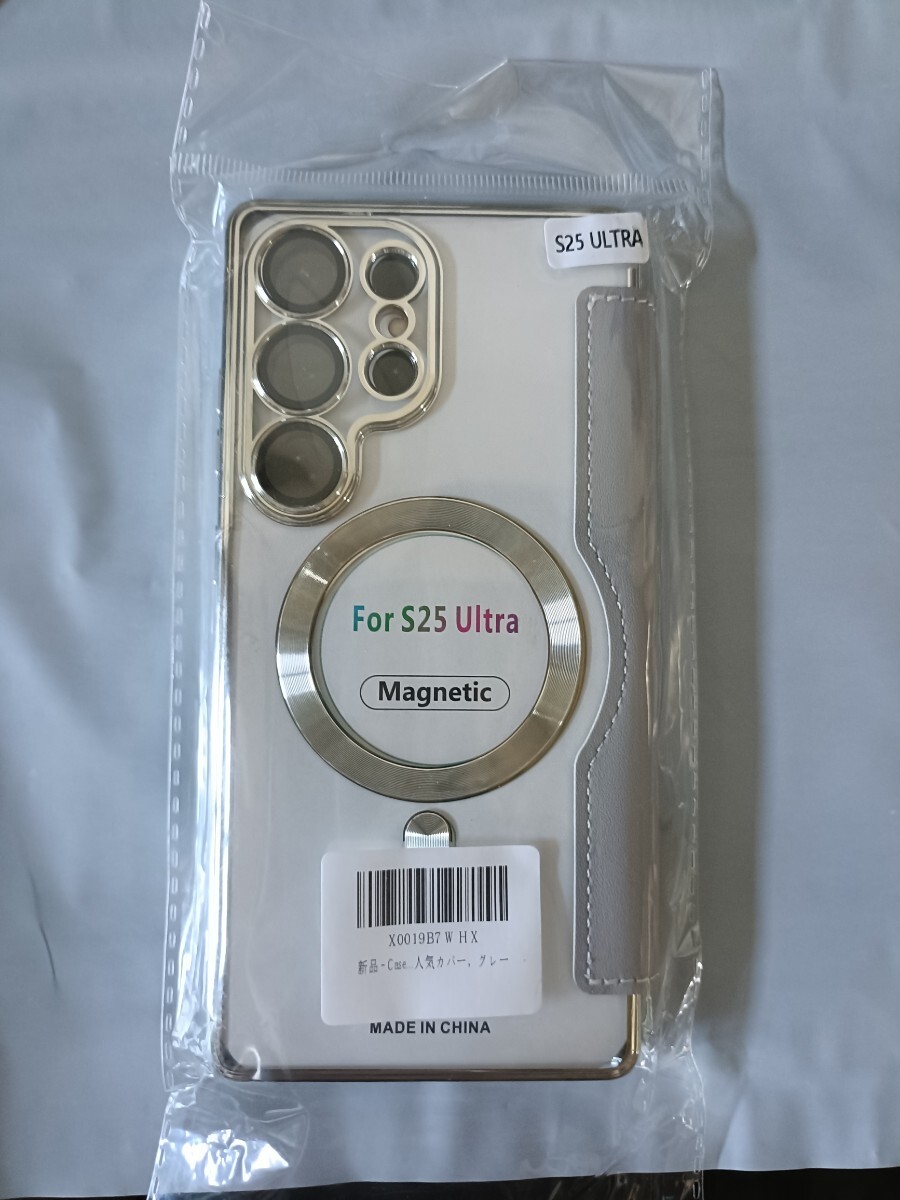 S25 ULTRA
For S25 Ultra
Magnetic
X0019B7WHX
新品-Case…人気カバー, グレー
MADE IN CHINA